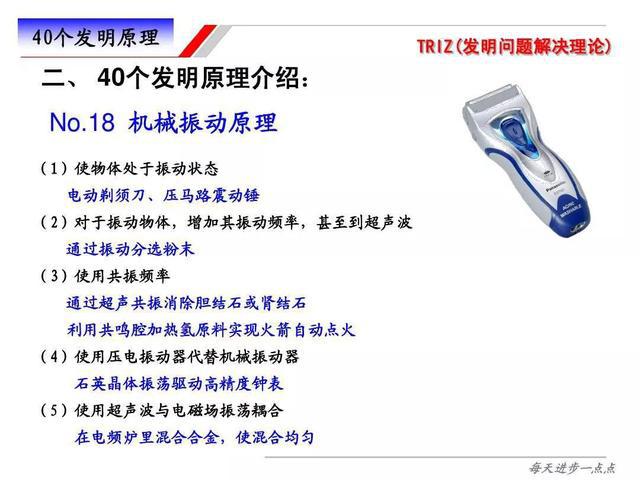 40个发明原理
TRIZ(发明问题解决理论)
二、 40个发明原理介绍：
No.18 机械振动原理
（1）使物体处于振动状态
电动剃须刀、压马路震动锤
（2）对于振动物体，增加其振动频率，甚至到超声波
通过振动分选粉末
（3）使用共振频率
通过超声共振消除胆结石或肾结石
利用共鸣腔加热氢原料实现火箭自动点火
（4）使用压电振动器代替机械振动器
石英晶体振荡驱动高精度钟表
（5）使用超声波与电磁场振荡耦合
在电频炉里混合合金，使混合均匀
Panasonic
AC/RC
WASHABLE
每天进步一点点